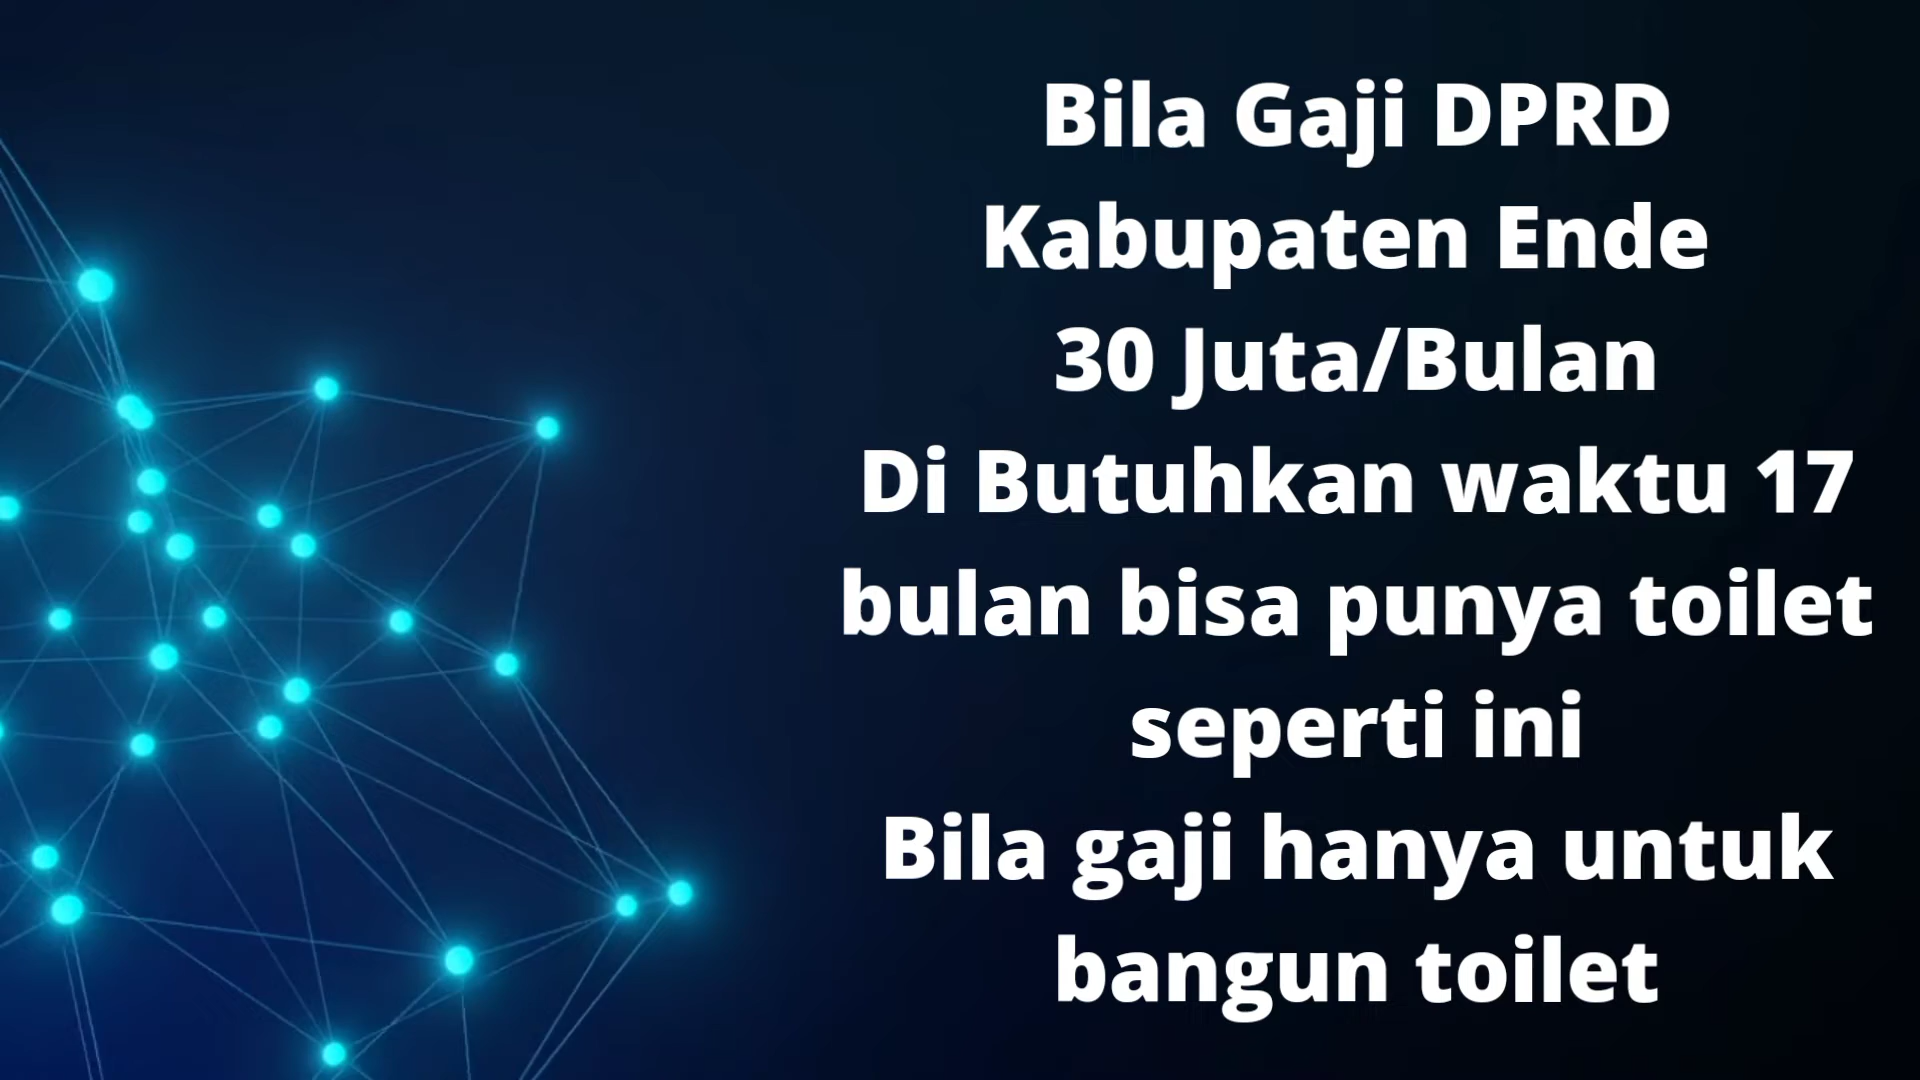 Bila Gaji DPRD
Kabupaten Ende
30 Juta/Bulan
Di Butuhkan waktu 17
bulan bisa punya toilet
seperti ini
Bila gaji hanya untuk
bangun toilet